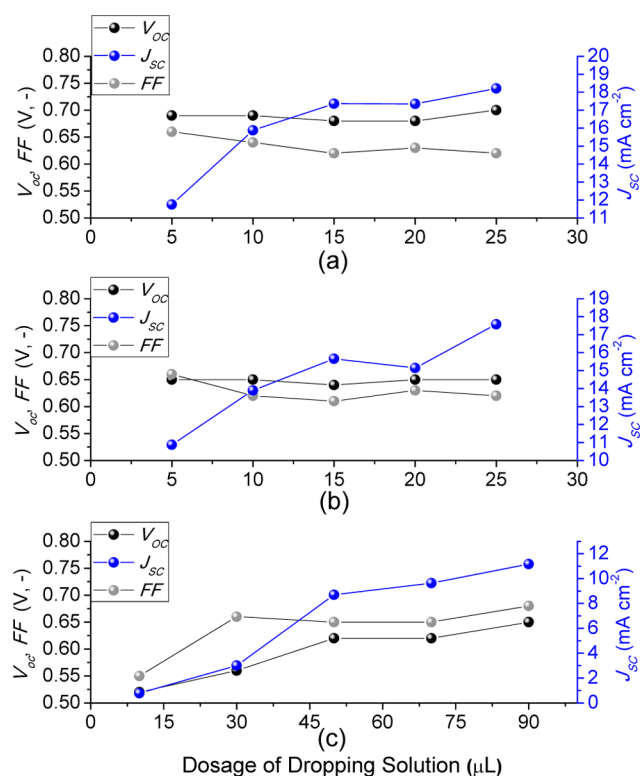 V_OC
J_SC
FF
0.80
0.75
0.70
0.65
0.60
0.55
0.50
V_oc, FF (V, -)
20
19
18
17
16
15
14
13
12
11
J_SC (mA cm⁻²)
0 5 10 15 20 25 30
(a)
V_OC
J_SC
FF
0.80
0.75
0.70
0.65
0.60
0.55
0.50
V_oc, FF (V, -)
19
18
17
16
15
14
13
12
11
10
J_SC (mA cm⁻²)
0 5 10 15 20 25 30
(b)
V_OC
J_SC
FF
0.80
0.75
0.70
0.65
0.60
0.55
0.50
V_oc, FF (V, -)
12
10
8
6
4
2
0
J_SC (mA cm⁻²)
0 15 30 45 60 75 90
(c)
Dosage of Dropping Solution (μL)